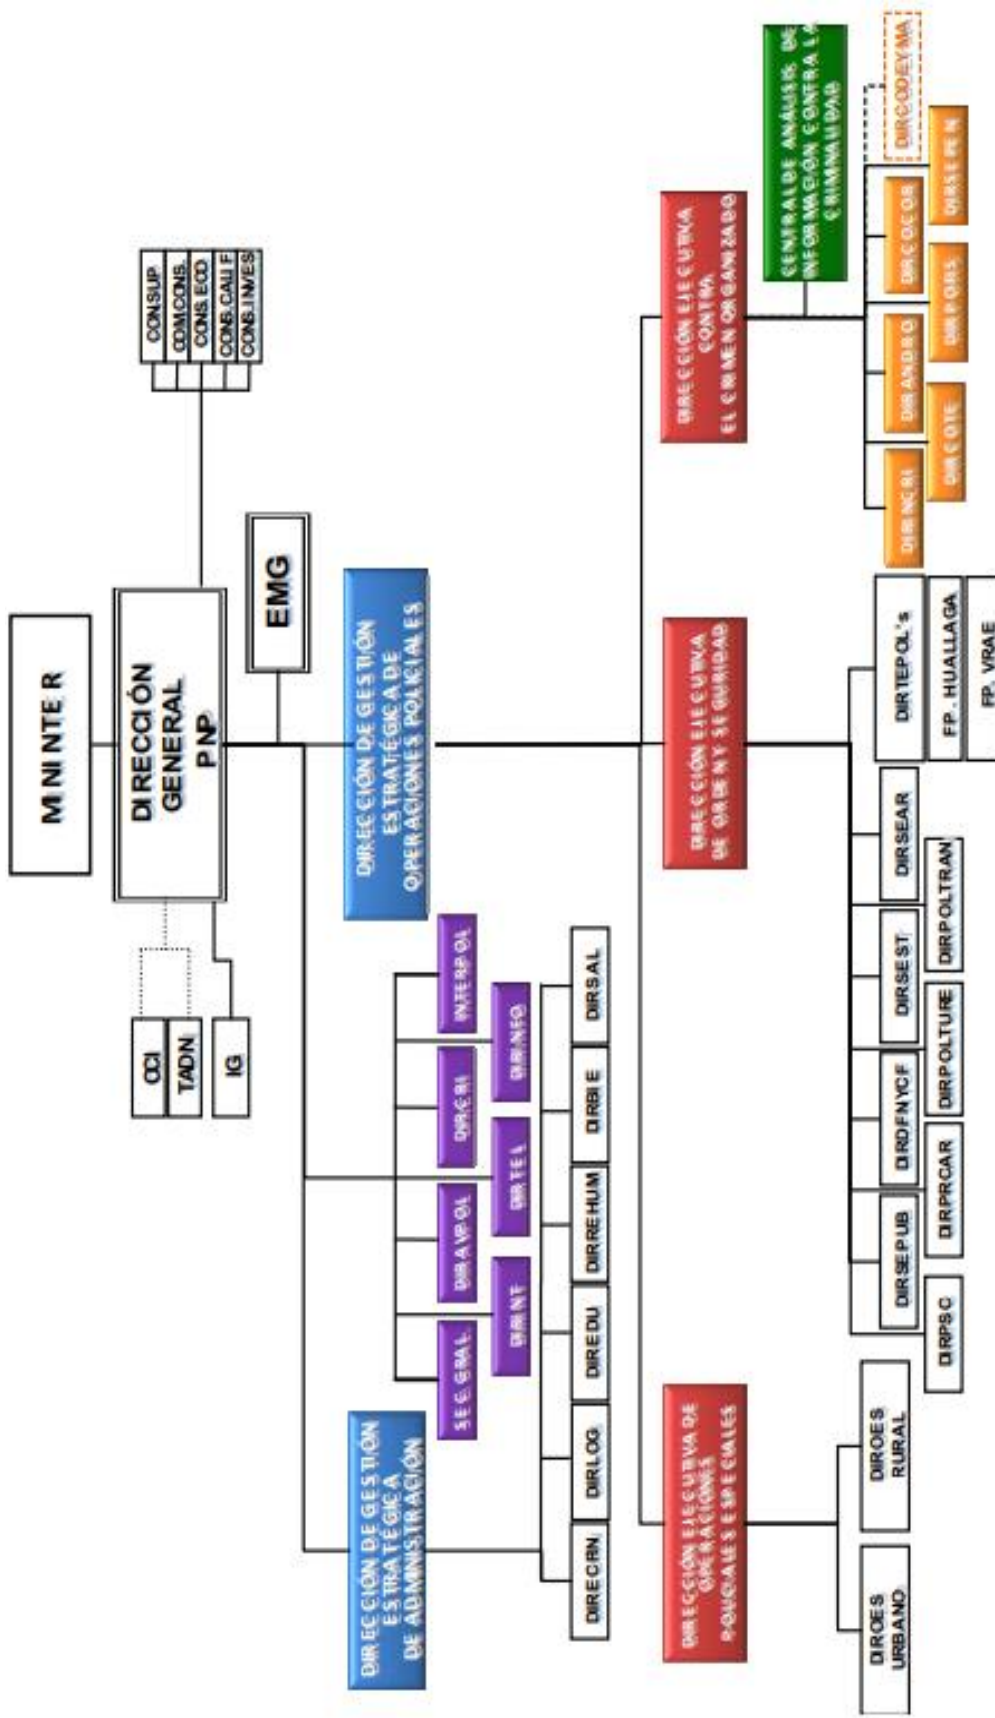 MININTER
DIRECCIÓN
GENERAL
PNP
CONSUP
COM.CONS.
CONS.ECO.
CONS.CALIF
CONS.INVES
OCI
TADN
IG
EMG
DIRECCIÓN DE GESTIÓN
ESTRATÉGICA
DE ADMINISTRACIÓN
DIRECCIÓN DE GESTIÓN
ESTRATÉGICA DE
OPERACIONES POLICIALES
SEC.GRAL.
DIRAVPOL
DIRCRI
INTERPOL
DIRINT
DIRTEL
DIRINFO
DIRECFIN
DIRLOG
DIREDU
DIRREHUM
DIRBIE
DIRSAL
DIRECCIÓN EJECUTIVA DE
OPERACIONES
POLICIALES ESPECIALES
DIRECCIÓN EJECUTIVA
DE ORDEN Y SEGURIDAD
DIRECCIÓN EJECUTIVA
CONTRA
EL CRIMEN ORGANIZADO
CENTRAL DE ANÁLISIS DE
INFORMACIÓN CONTRA LA
CRIMINALIDAD
DIROES
URBANO
DIROES
RURAL
DIRSEPUB
DIRDFNYCF
DIRSEST
DIRSEAR
DIRPSC
DIRPRCAR
DIRPOLTURE
DIRPOLTRAN
DIRTEPOL's
FP. HUALLAGA
FP. VRAE
DIRINCRI
DIRANDRO
DIRCOCOR
DIRCODEYMA
DIRCOTE
DIRPOFIS
DIRSEPEN